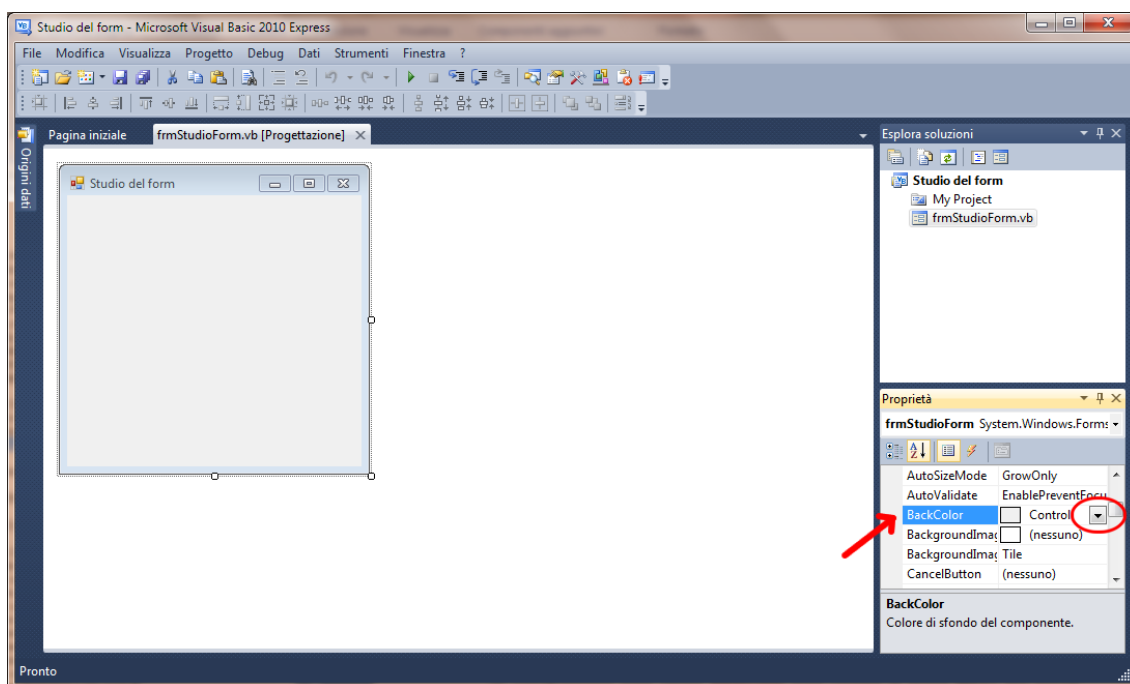 Studio del form - Microsoft Visual Basic 2010 Express
File Modifica Visualizza Progetto Debug Dati Strumenti Finestra ?
Origini dati
Pagina iniziale frmStudioForm.vb [Progettazione]
Studio del form
Esplora soluzioni
Studio del form
My Project
frmStudioForm.vb
Proprietà
frmStudioForm System.Windows.Forms
AutoSizeMode GrowOnly
AutoValidate EnablePreventFocu
BackColor Control
BackgroundImag (nessuno)
BackgroundImag Tile
CancelButton (nessuno)
BackColor
Colore di sfondo del componente.
Pronto